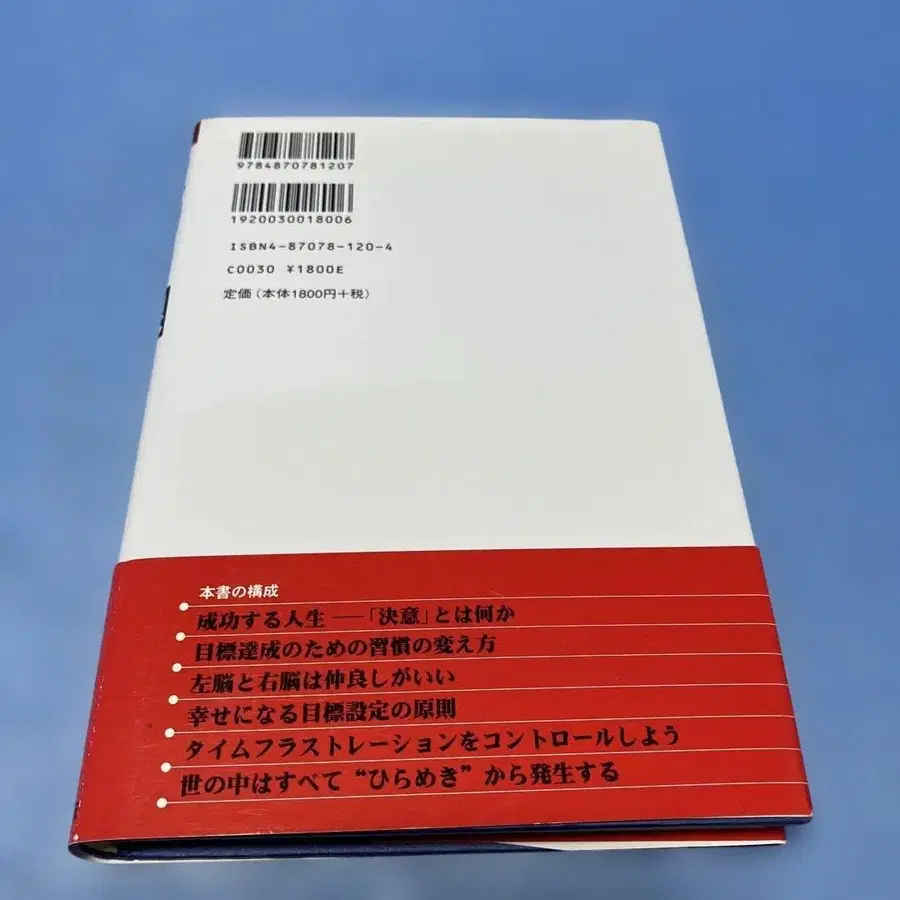 9784870781207
1920030018006
ISBN4-87078-120-4
C0030 ¥1800E
定価(本体1800円+税)
本書の構成
成功する人生――「決意」とは何か
目標達成のための習慣の変え方
左脳と右脳は仲良しがいい
幸せになる目標設定の原則
タイムフラストレーションをコントロールしよう
世の中はすべて“ひらめき”から発生する